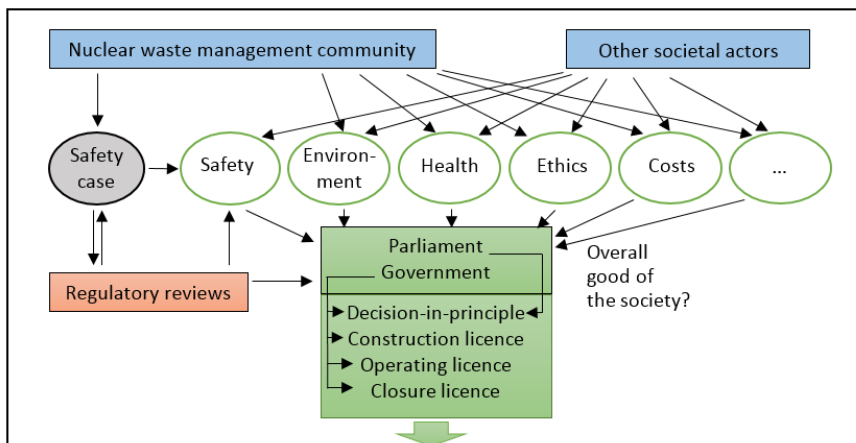 Nuclear waste management community
Other societal actors
Safety
case
Safety
Environ-
ment
Health
Ethics
Costs
...
Parliament
Government
Overall
good of
the society?
Regulatory reviews
Decision-in-principle
Construction licence
Operating licence
Closure licence